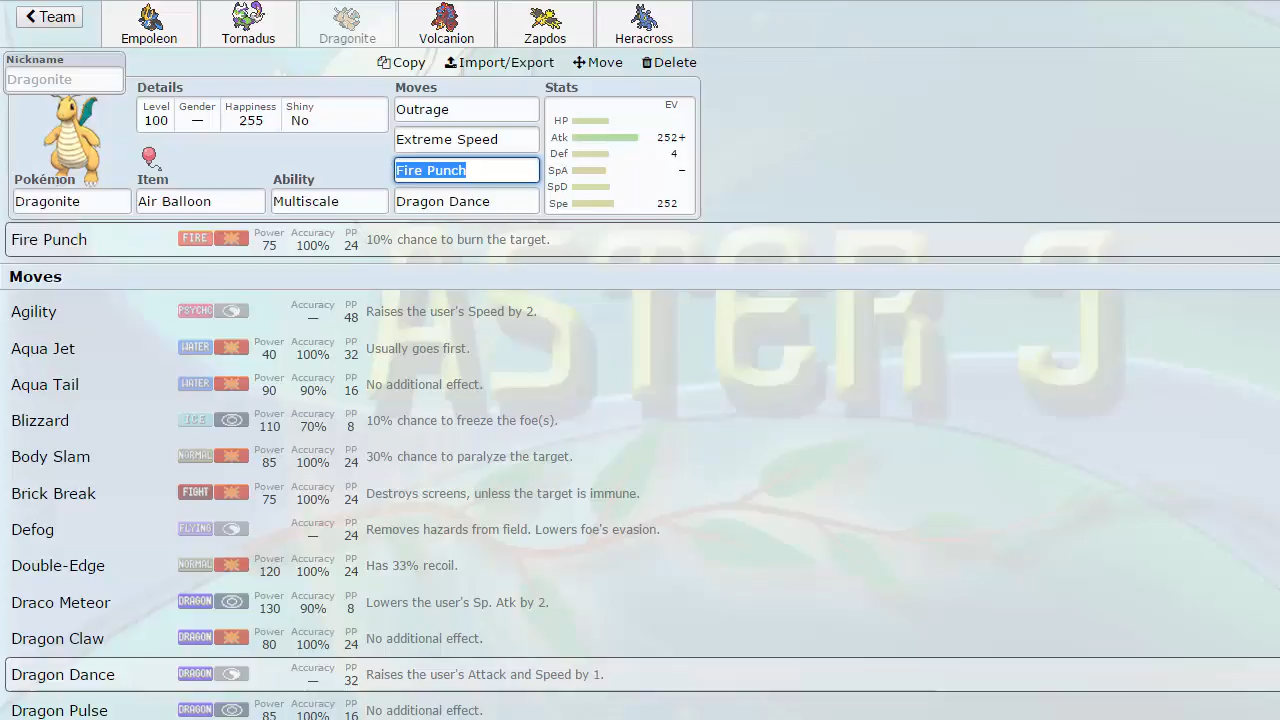 Team
Empoleon
Tornadus
Dragonite
Volcanion
Zapdos
Heracross
Copy Import/Export Move Delete
Nickname
Dragonite
Details
Level Gender Happiness Shiny
100 — 255 No
Pokémon Item Ability
Dragonite Air Balloon Multiscale
Moves
Outrage
Extreme Speed
Fire Punch
Dragon Dance
Stats
EV
HP
Atk 252+
Def 4
SpA –
SpD
Spe 252
Fire Punch FIRE Power 75 Accuracy 100% PP 24 10% chance to burn the target.
Moves
Agility PSYCHC Accuracy — PP 48 Raises the user's Speed by 2.
Aqua Jet WATER Power 40 Accuracy 100% PP 32 Usually goes first.
Aqua Tail WATER Power 90 Accuracy 90% PP 16 No additional effect.
Blizzard ICE Power 110 Accuracy 70% PP 8 10% chance to freeze the foe(s).
Body Slam NORMAL Power 85 Accuracy 100% PP 24 30% chance to paralyze the target.
Brick Break FIGHT Power 75 Accuracy 100% PP 24 Destroys screens, unless the target is immune.
Defog FLYING Accuracy — PP 24 Removes hazards from field. Lowers foe's evasion.
Double-Edge NORMAL Power 120 Accuracy 100% PP 24 Has 33% recoil.
Draco Meteor DRAGON Power 130 Accuracy 90% PP 8 Lowers the user's Sp. Atk by 2.
Dragon Claw DRAGON Power 80 Accuracy 100% PP 24 No additional effect.
Dragon Dance DRAGON Accuracy — PP 32 Raises the user's Attack and Speed by 1.
Dragon Pulse DRAGON Power 85 Accuracy 100% PP 16 No additional effect.
ASTER J